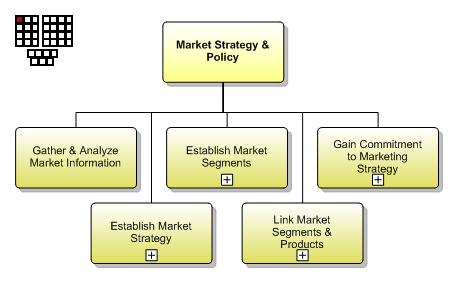 Market Strategy &
Policy
Gather & Analyze
Market Information
Establish Market
Segments
Gain Commitment
to Marketing
Strategy
Establish Market
Strategy
Link Market
Segments &
Products